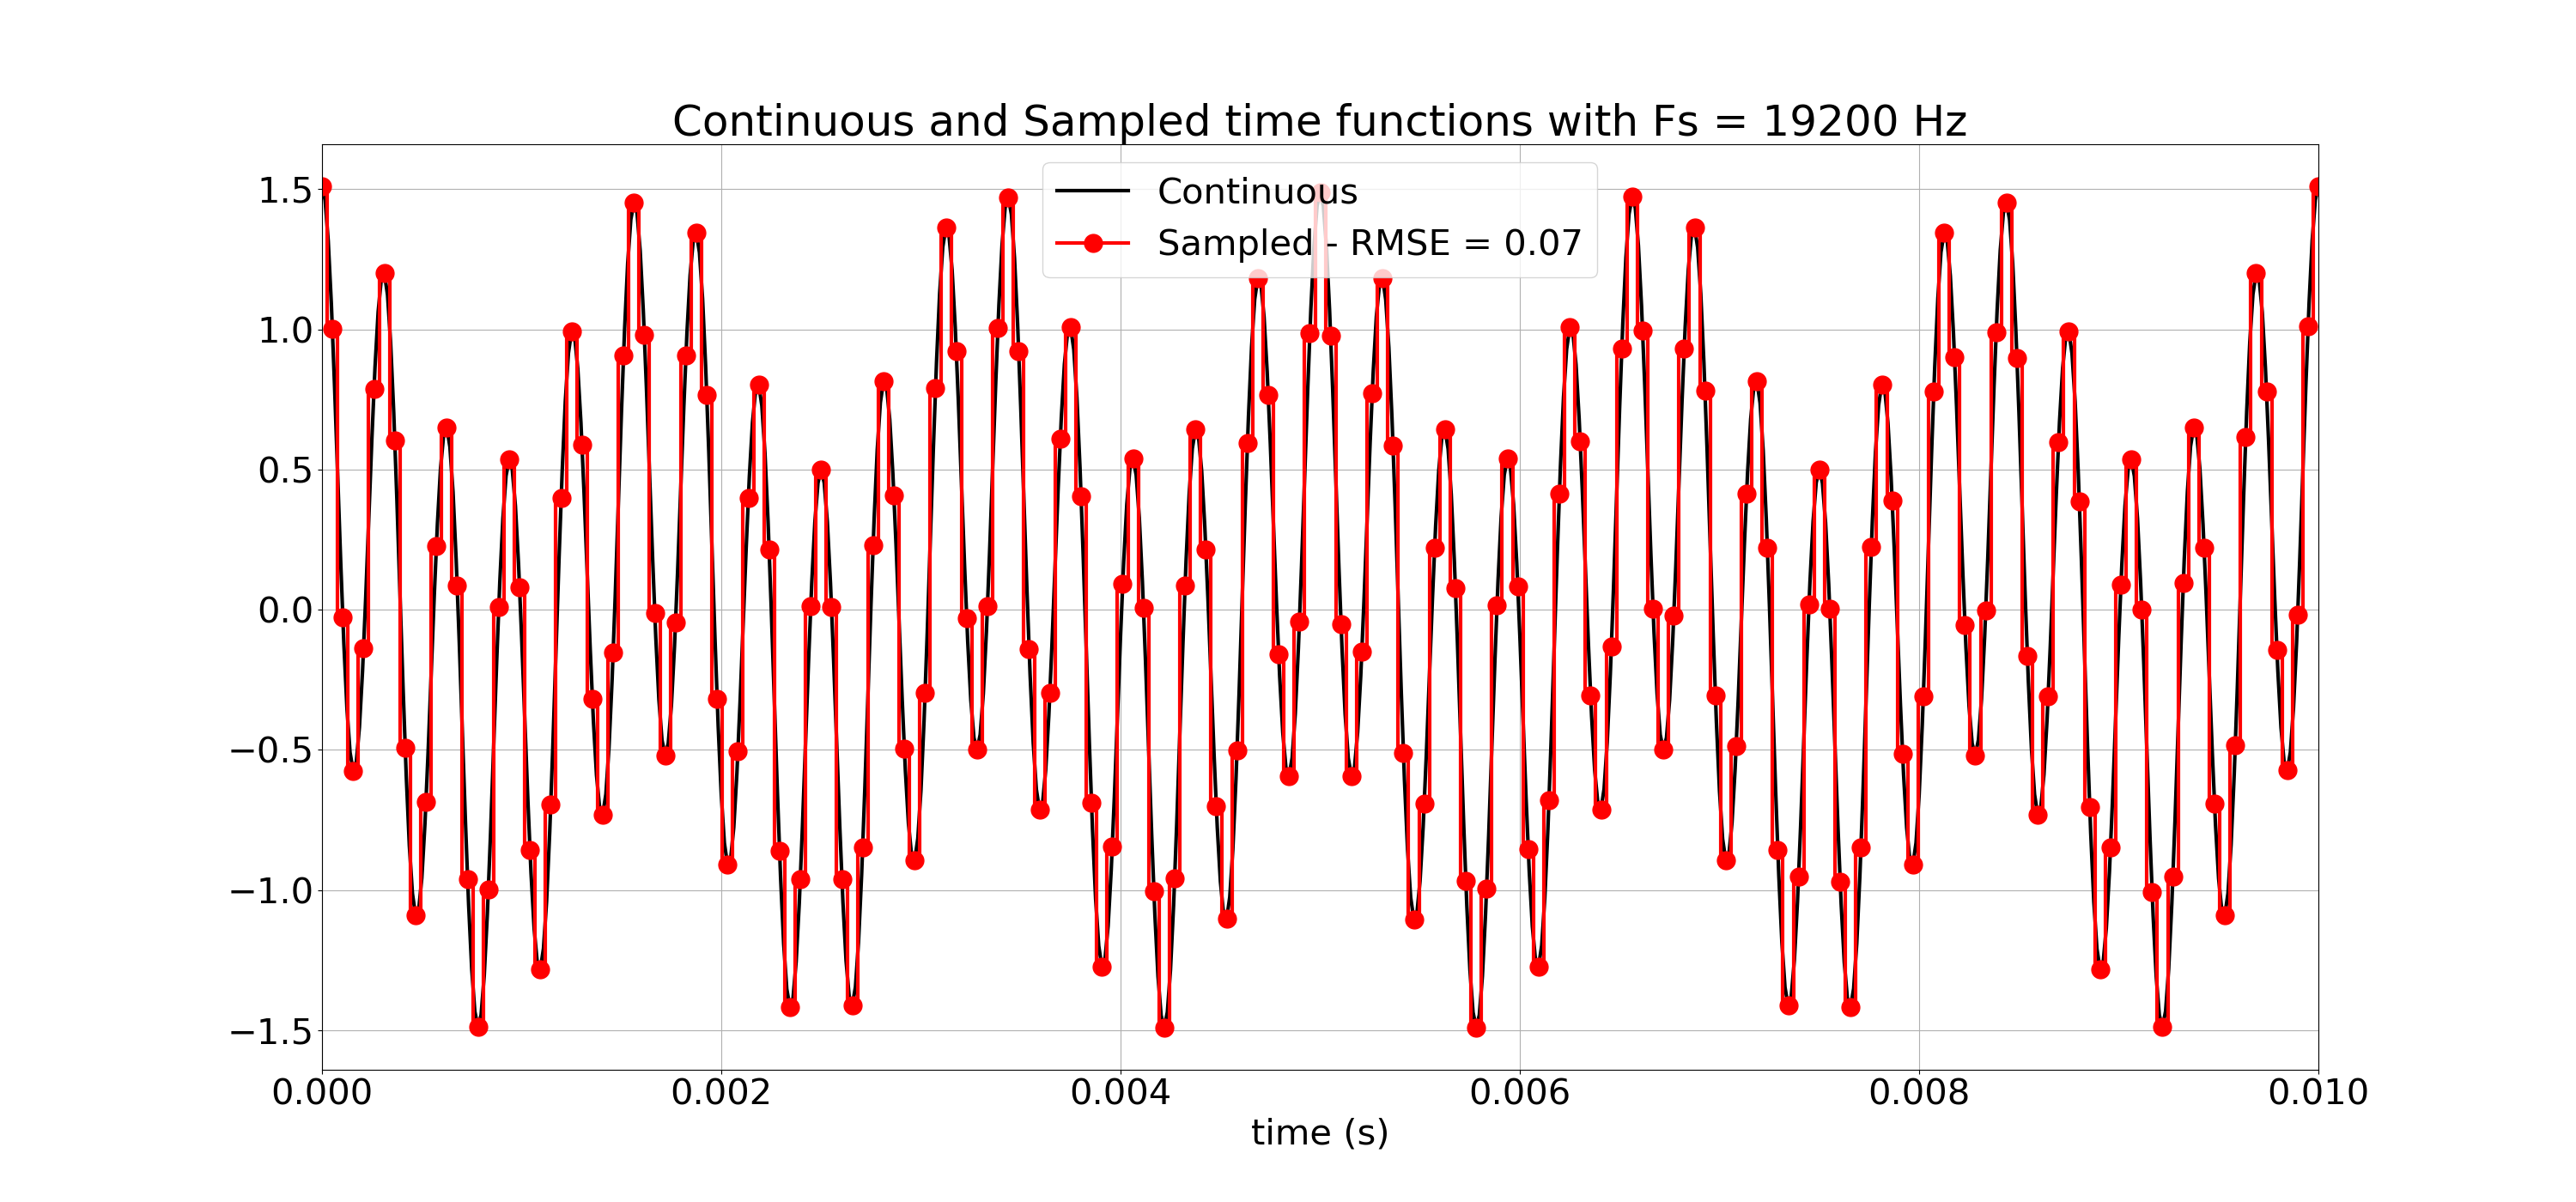 Continuous and Sampled time functions with Fs = 19200 Hz
Continuous
Sampled - RMSE = 0.07
1.5
1.0
0.5
0.0
−0.5
−1.0
−1.5
0.000 0.002 0.004 0.006 0.008 0.010
time (s)